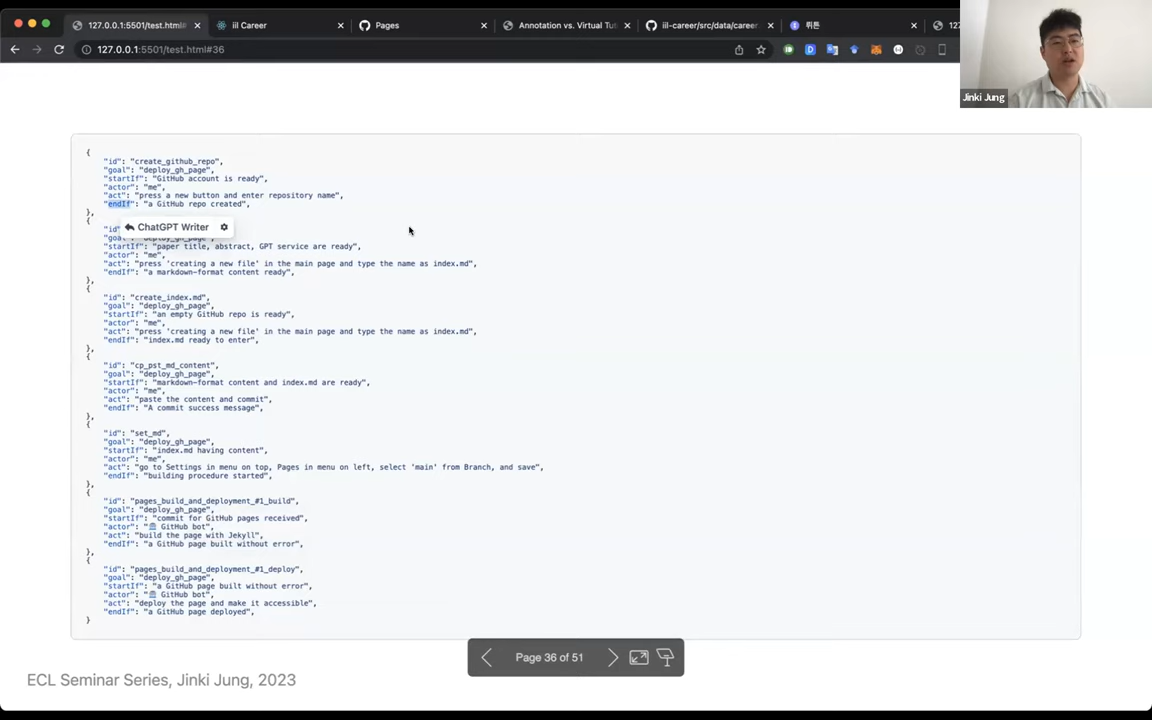 127.0.0.1:5501/test.html#
iil Career
Pages
Annotation vs. Virtual Tut
iil-career/src/data/career
뤼튼
127
127.0.0.1:5501/test.html#36
Jinki Jung
{
"id": "create_github_repo",
"goal": "deploy_gh_page",
"startIf": "GitHub account is ready",
"actor": "me",
"act": "press a new button and enter repository name",
"endIf": "a GitHub repo created",
},
{
"id"
ChatGPT Writer
"goal": "deploy_gh_page",
"startIf": "paper title, abstract, GPT service are ready",
"actor": "me",
"act": "press 'creating a new file' in the main page and type the name as index.md",
"endIf": "a markdown-format content ready",
},
{
"id": "create_index.md",
"goal": "deploy_gh_page",
"startIf": "an empty GitHub repo is ready",
"actor": "me",
"act": "press 'creating a new file' in the main page and type the name as index.md",
"endIf": "index.md ready to enter",
},
{
"id": "cp_pst_md_content",
"goal": "deploy_gh_page",
"startIf": "markdown-format content and index.md are ready",
"actor": "me",
"act": "paste the content and commit",
"endIf": "A commit success message",
},
{
"id": "set_md",
"goal": "deploy_gh_page",
"startIf": "index.md having content",
"actor": "me",
"act": "go to Settings in menu on top, Pages in menu on left, select 'main' from Branch, and save",
"endIf": "building procedure started",
},
{
"id": "pages_build_and_deployment_#1_build",
"goal": "deploy_gh_page",
"startIf": "commit for GitHub pages received",
"actor": "🏛 GitHub bot",
"act": "build the page with Jekyll",
"endIf": "a GitHub page built without error",
},
{
"id": "pages_build_and_deployment_#1_deploy",
"goal": "deploy_gh_page",
"startIf": "a GitHub page built without error",
"actor": "🏛 GitHub bot",
"act": "deploy the page and make it accessible",
"endIf": "a GitHub page deployed",
}
Page 36 of 51
ECL Seminar Series, Jinki Jung, 2023